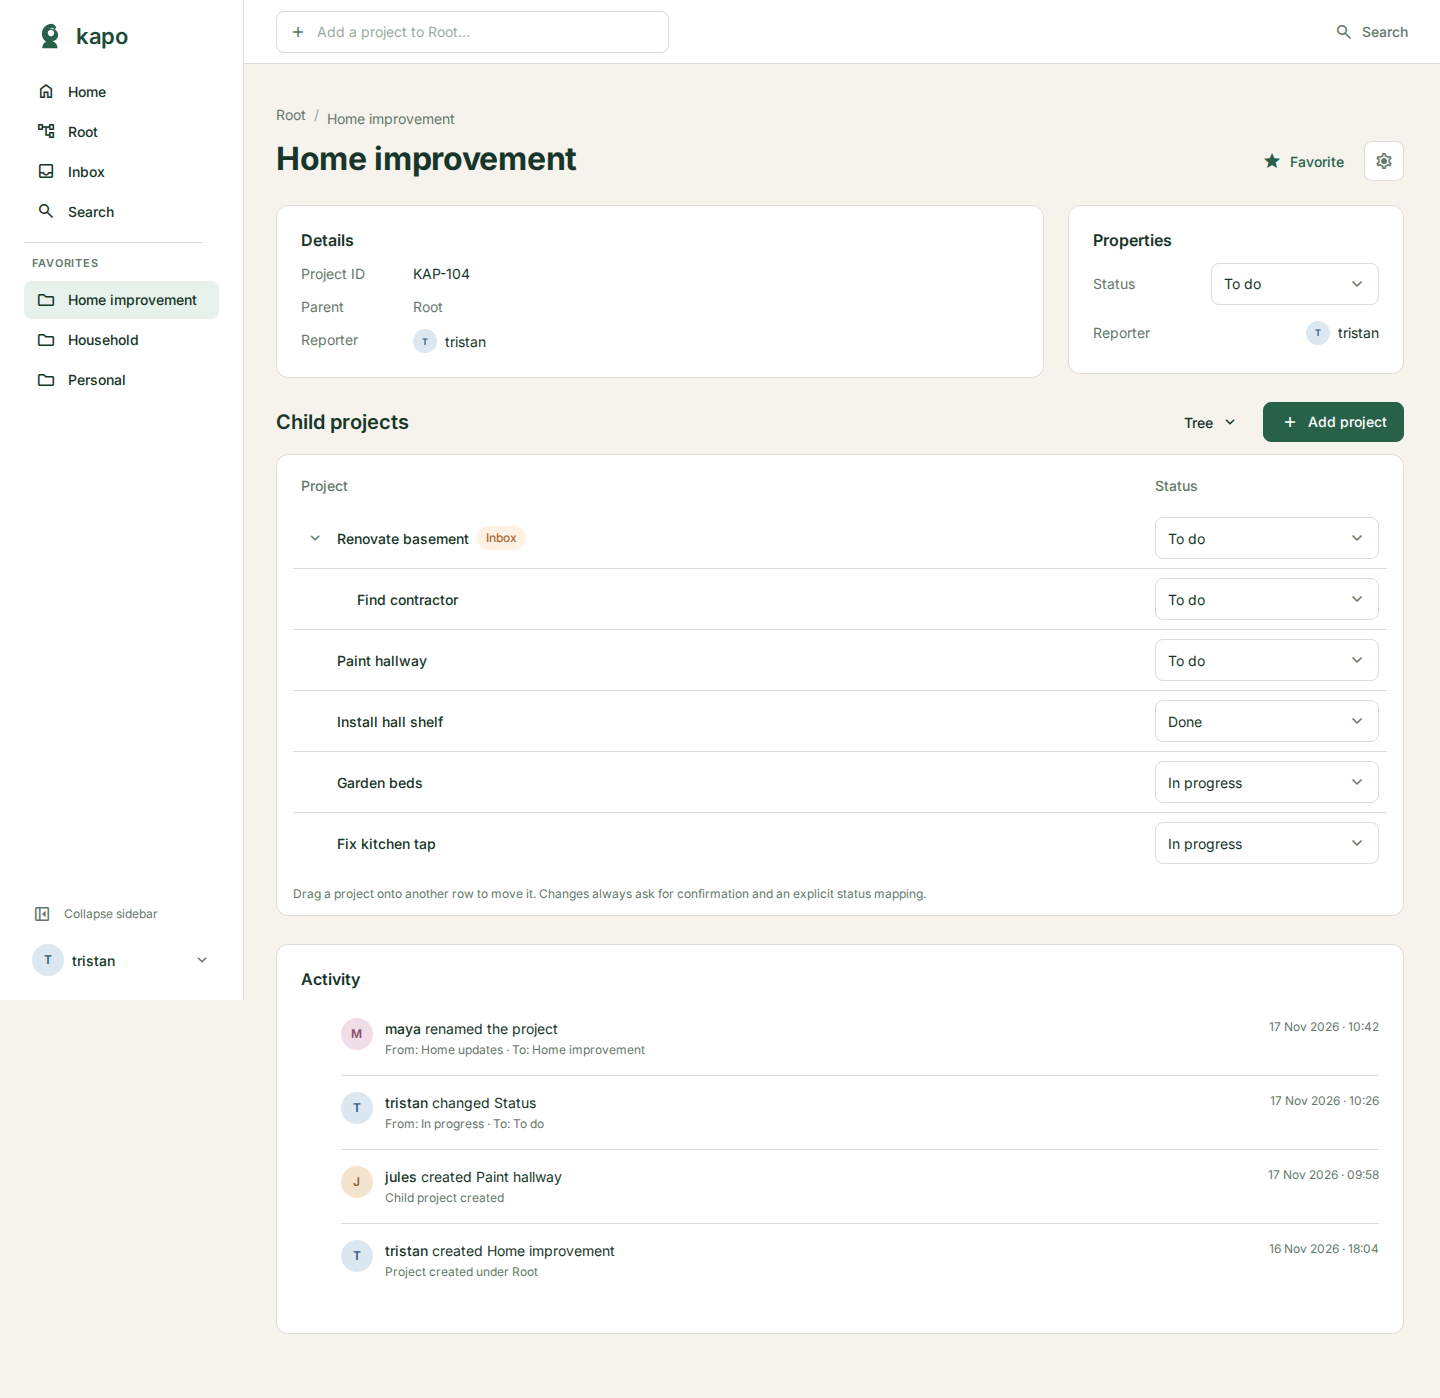 kapo
Add a project to Root...
Search
Home
Root
Inbox
Search
FAVORITES
Home improvement
Household
Personal
Collapse sidebar
T tristan
Root / Home improvement
Home improvement
Favorite
Details
Project ID KAP-104
Parent Root
Reporter T tristan
Properties
Status To do
Reporter T tristan
Child projects
Tree
Add project
Project Status
Renovate basement Inbox To do
Find contractor To do
Paint hallway To do
Install hall shelf Done
Garden beds In progress
Fix kitchen tap In progress
Drag a project onto another row to move it. Changes always ask for confirmation and an explicit status mapping.
Activity
M maya renamed the project 17 Nov 2026 · 10:42
From: Home updates · To: Home improvement
T tristan changed Status 17 Nov 2026 · 10:26
From: In progress · To: To do
J jules created Paint hallway 17 Nov 2026 · 09:58
Child project created
T tristan created Home improvement 16 Nov 2026 · 18:04
Project created under Root